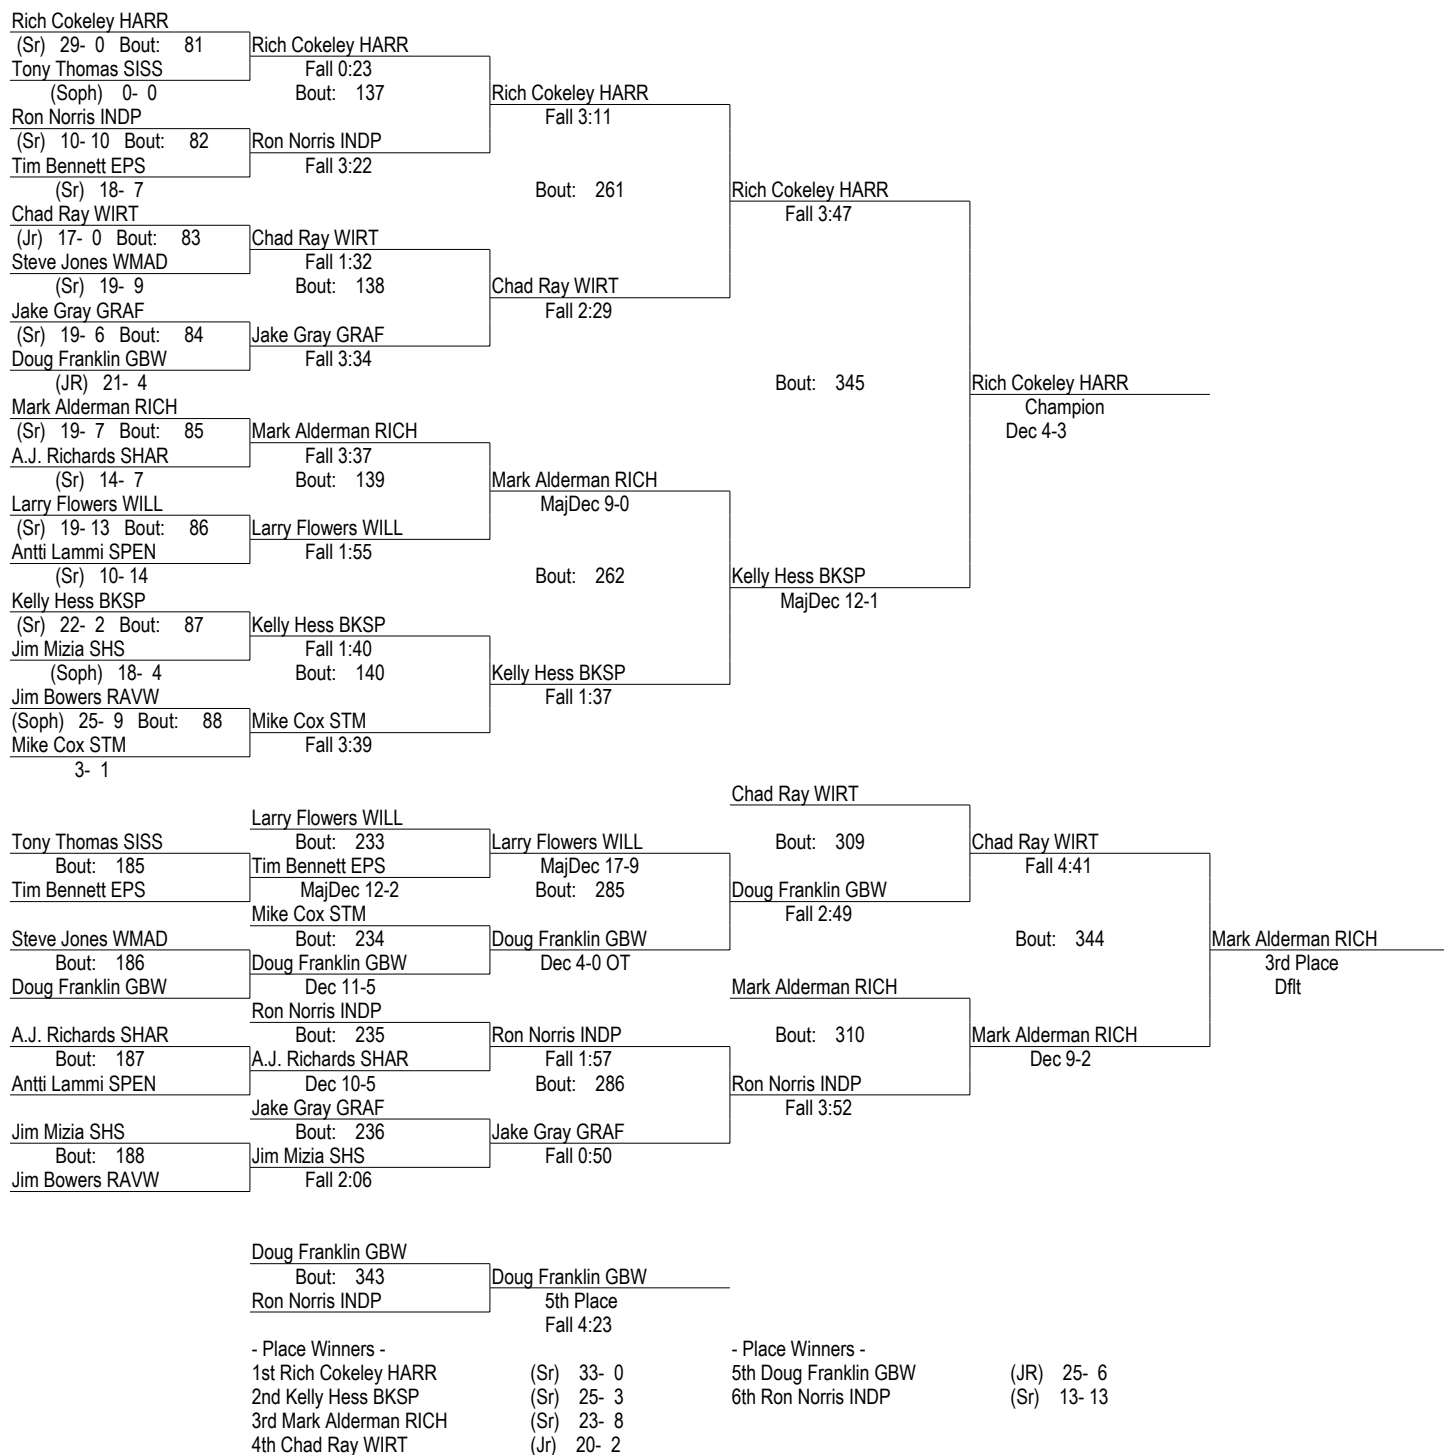 Rich Cokeley HARR
(Sr) 29- 0 Bout: 81
Rich Cokeley HARR
Tony Thomas SISS
Fall 0:23
(Soph) 0- 0
Bout: 137
Rich Cokeley HARR
Ron Norris INDP
Fall 3:11
(Sr) 10- 10 Bout: 82
Ron Norris INDP
Tim Bennett EPS
Fall 3:22
(Sr) 18- 7
Bout: 261
Rich Cokeley HARR
Chad Ray WIRT
Fall 3:47
(Jr) 17- 0 Bout: 83
Chad Ray WIRT
Steve Jones WMAD
Fall 1:32
(Sr) 19- 9
Bout: 138
Chad Ray WIRT
Jake Gray GRAF
Fall 2:29
(Sr) 19- 6 Bout: 84
Jake Gray GRAF
Doug Franklin GBW
Fall 3:34
(JR) 21- 4
Bout: 345
Rich Cokeley HARR
Mark Alderman RICH
Champion
(Sr) 19- 7 Bout: 85
Mark Alderman RICH
Dec 4-3
A.J. Richards SHAR
Fall 3:37
(Sr) 14- 7
Bout: 139
Mark Alderman RICH
Larry Flowers WILL
MajDec 9-0
(Sr) 19- 13 Bout: 86
Larry Flowers WILL
Antti Lammi SPEN
Fall 1:55
(Sr) 10- 14
Bout: 262
Kelly Hess BKSP
Kelly Hess BKSP
MajDec 12-1
(Sr) 22- 2 Bout: 87
Kelly Hess BKSP
Jim Mizia SHS
Fall 1:40
(Soph) 18- 4
Bout: 140
Kelly Hess BKSP
Jim Bowers RAVW
Fall 1:37
(Soph) 25- 9 Bout: 88
Mike Cox STM
Mike Cox STM
Fall 3:39
3- 1
Chad Ray WIRT
Larry Flowers WILL
Tony Thomas SISS
Bout: 233
Larry Flowers WILL
Bout: 309
Chad Ray WIRT
Bout: 185
Tim Bennett EPS
MajDec 17-9
Fall 4:41
Tim Bennett EPS
MajDec 12-2
Bout: 285
Doug Franklin GBW
Mike Cox STM
Fall 2:49
Steve Jones WMAD
Bout: 234
Doug Franklin GBW
Bout: 344
Mark Alderman RICH
Bout: 186
Doug Franklin GBW
Dec 4-0 OT
3rd Place
Doug Franklin GBW
Dec 11-5
Mark Alderman RICH
Dflt
Ron Norris INDP
A.J. Richards SHAR
Bout: 235
Ron Norris INDP
Bout: 310
Mark Alderman RICH
Bout: 187
A.J. Richards SHAR
Fall 1:57
Dec 9-2
Antti Lammi SPEN
Dec 10-5
Bout: 286
Ron Norris INDP
Jake Gray GRAF
Fall 3:52
Jim Mizia SHS
Bout: 236
Jake Gray GRAF
Bout: 188
Jim Mizia SHS
Fall 0:50
Jim Bowers RAVW
Fall 2:06
Doug Franklin GBW
Bout: 343
Doug Franklin GBW
Ron Norris INDP
5th Place
Fall 4:23
- Place Winners -
1st Rich Cokeley HARR (Sr) 33- 0
2nd Kelly Hess BKSP (Sr) 25- 3
3rd Mark Alderman RICH (Sr) 23- 8
4th Chad Ray WIRT (Jr) 20- 2
- Place Winners -
5th Doug Franklin GBW (JR) 25- 6
6th Ron Norris INDP (Sr) 13- 13